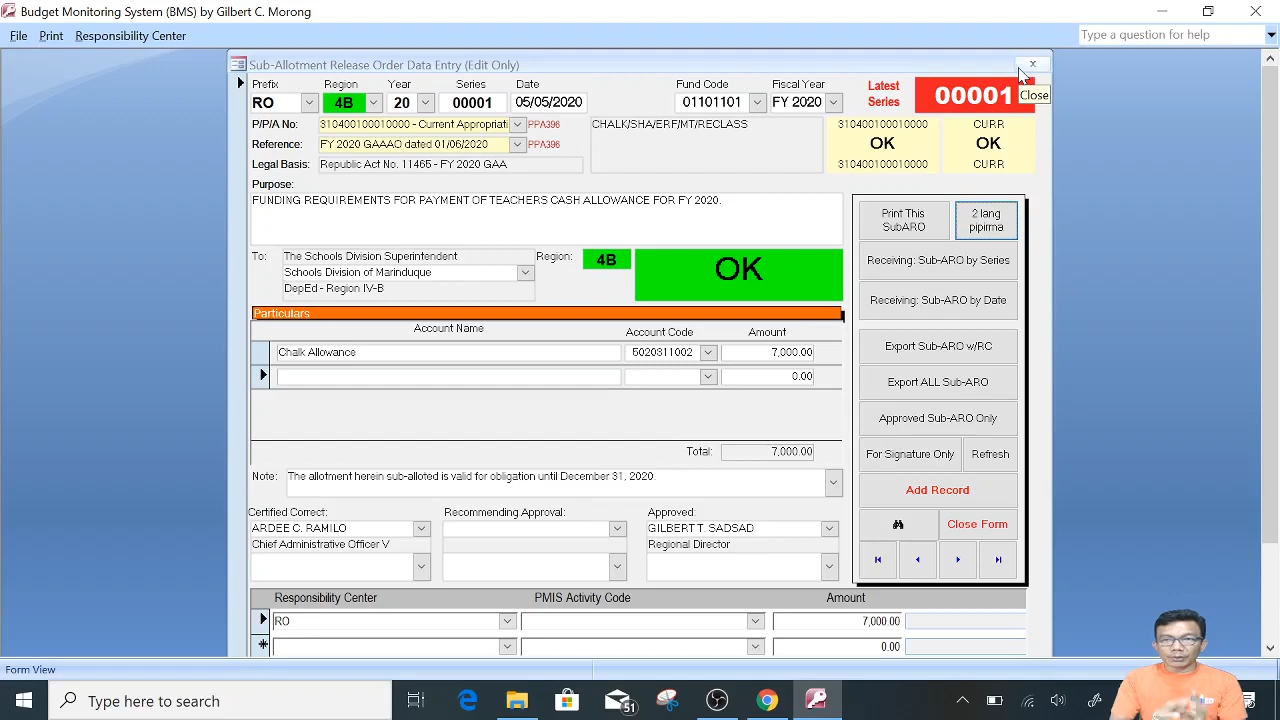 Budget Monitoring System (BMS) by Gilbert C. Morong
File Print Responsibility Center
Type a question for help
Sub-Allotment Release Order Data Entry (Edit Only)
x
Close
Prefix Region Year Series Date Fund Code Fiscal Year Latest Series
RO 4B 20 00001 05/05/2020 01101101 FY 2020 00001
P/P/A No: 310400100010000 - Current Appropriati PPA396 CHALK/SHA/ERF/MT/RECLASS 310400100010000 CURR
Reference: FY 2020 GAAAO dated 01/06/2020 PPA396 OK OK
Legal Basis: Republic Act No. 11465 - FY 2020 GAA 310400100010000 CURR
Purpose:
FUNDING REQUIREMENTS FOR PAYMENT OF TEACHERS CASH ALLOWANCE FOR FY 2020.
To: The Schools Division Superintendent Region: 4B OK
Schools Division of Marinduque
DepEd - Region IV-B
Particulars
Account Name Account Code Amount
Chalk Allowance 5020311002 7,000.00
0.00
Total: 7,000.00
Note: The allotment herein sub-alloted is valid for obligation until December 31, 2020.
Certified Correct: Recommending Approval: Approved:
ARDEE C. RAMILO GILBERT T. SADSAD
Chief Administrative Officer V Regional Director
Print This SubARO
2 lang pipirma
Receiving: Sub-ARO by Series
Receiving: Sub-ARO by Date
Export Sub-ARO w/RC
Export ALL Sub-ARO
Approved Sub-ARO Only
For Signature Only Refresh
Add Record
Close Form
Responsibility Center PMIS Activity Code Amount
RO 7,000.00
0.00
Form View
Type here to search
51